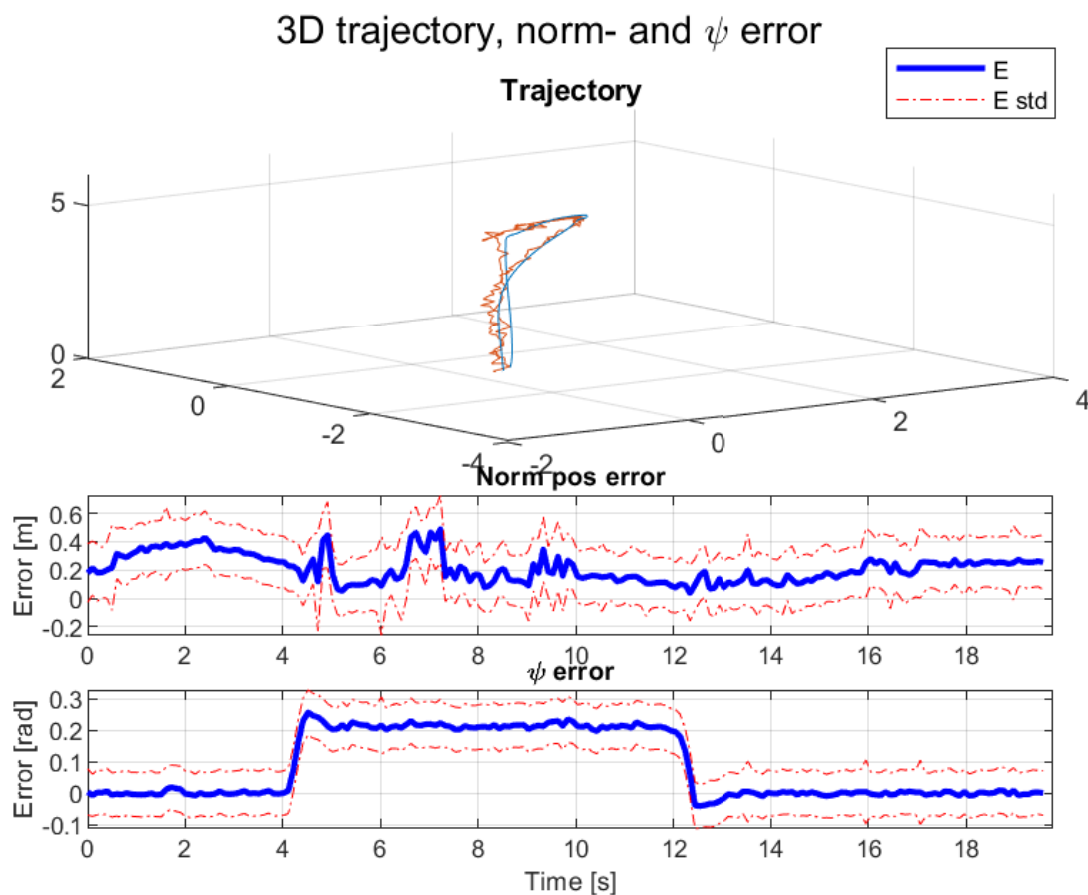 3D trajectory, norm- and ψ error
E
E std
Trajectory
5
0
2
0
-2
-4
-2
0
2
4
Norm pos error
Error [m]
0.6
0.4
0.2
0
-0.2
0 2 4 6 8 10 12 14 16 18
ψ error
Error [rad]
0.3
0.2
0.1
0
-0.1
0 2 4 6 8 10 12 14 16 18
Time [s]